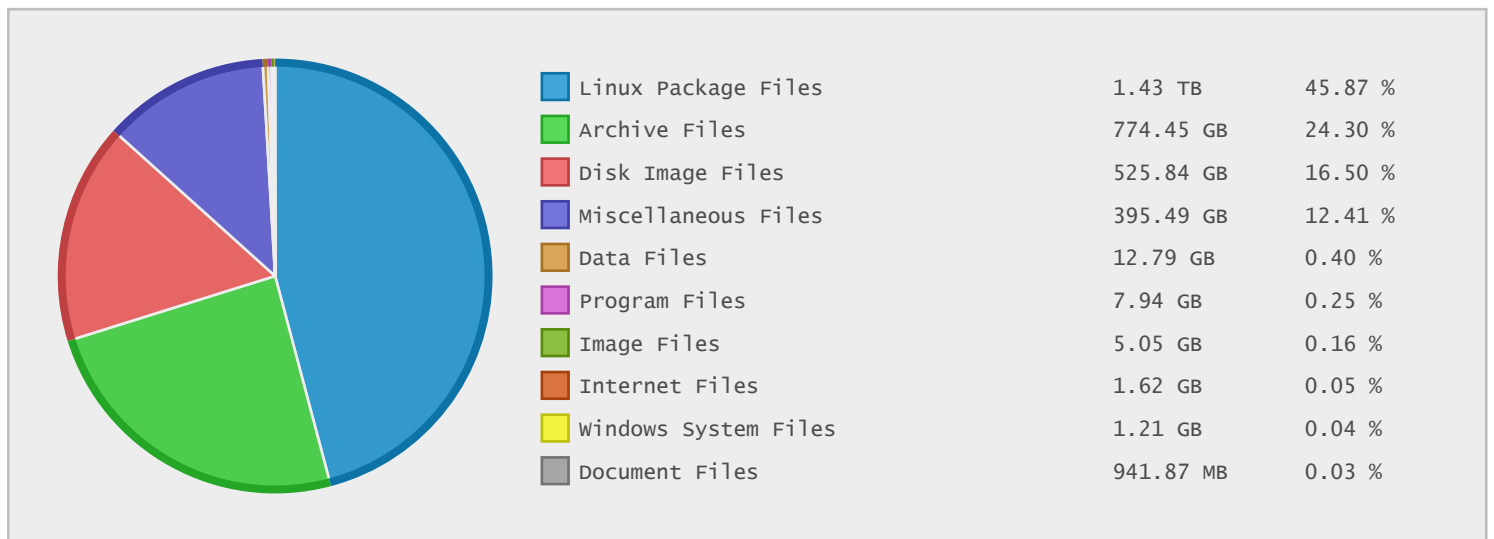 Linux Package Files 1.43 TB 45.87 %
Archive Files 774.45 GB 24.30 %
Disk Image Files 525.84 GB 16.50 %
Miscellaneous Files 395.49 GB 12.41 %
Data Files 12.79 GB 0.40 %
Program Files 7.94 GB 0.25 %
Image Files 5.05 GB 0.16 %
Internet Files 1.62 GB 0.05 %
Windows System Files 1.21 GB 0.04 %
Document Files 941.87 MB 0.03 %